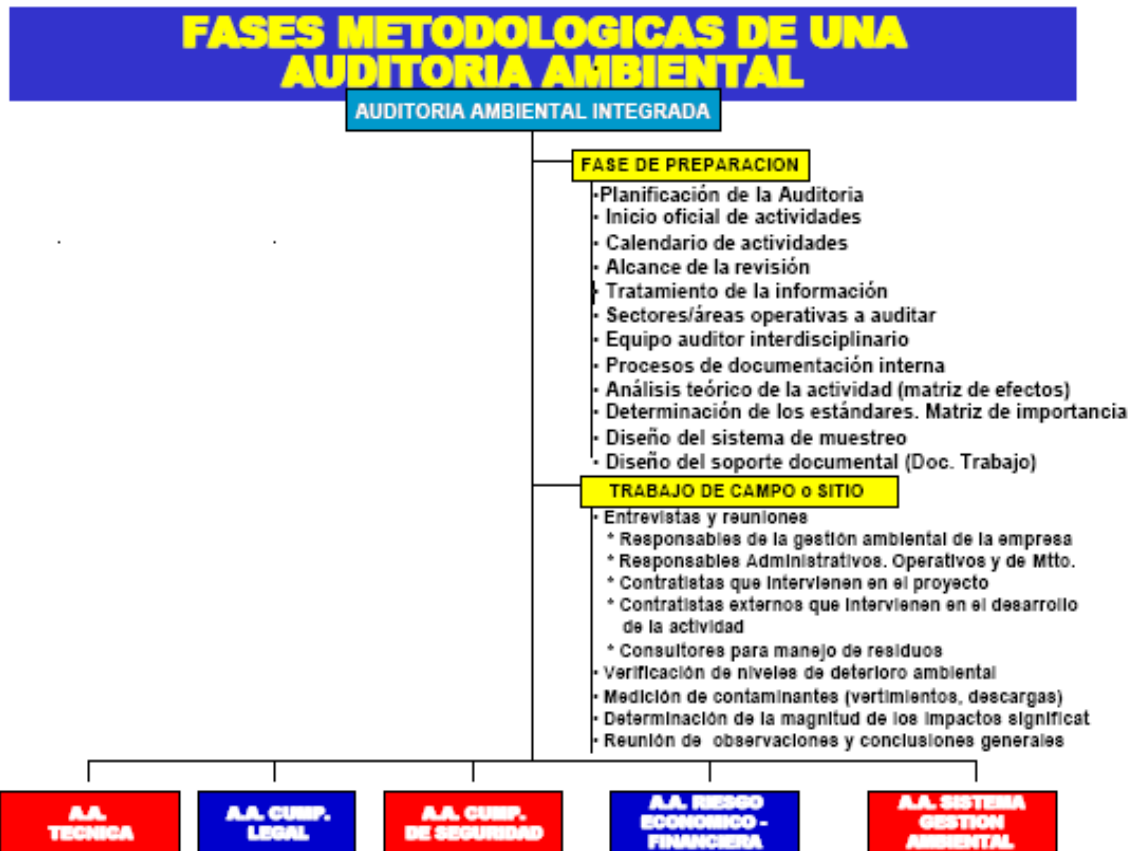 FASES METODOLOGICAS DE UNA
AUDITORIA AMBIENTAL
AUDITORIA AMBIENTAL INTEGRADA
FASE DE PREPARACION
·Planificación de la Auditoria
· Inicio oficial de actividades
· Calendario de actividades
· Alcance de la revisión
· Tratamiento de la información
· Sectores/áreas operativas a auditar
· Equipo auditor interdisciplinario
· Procesos de documentación interna
· Análisis teórico de la actividad (matriz de efectos)
· Determinación de los estándares. Matriz de importancia
· Diseño del sistema de muestreo
· Diseño del soporte documental (Doc. Trabajo)
TRABAJO DE CAMPO o SITIO
· Entrevistas y reuniones
* Responsables de la gestión ambiental de la empresa
* Responsables Administrativos. Operativos y de Mtto.
* Contratistas que intervienen en el proyecto
* Contratistas externos que intervienen en el desarrollo
de la actividad
* Consultores para manejo de residuos
· Verificación de niveles de deterioro ambiental
· Medición de contaminantes (vertimientos, descargas)
· Determinación de la magnitud de los impactos significat
· Reunión de observaciones y conclusiones generales
A.A.
TECNICA
A.A. CUMP.
LEGAL
A.A. CUMP.
DE SEGURIDAD
A.A. RIESGO
ECONOMICO -
FINANCIERA
A.A. SISTEMA
GESTION
AMBIENTAL